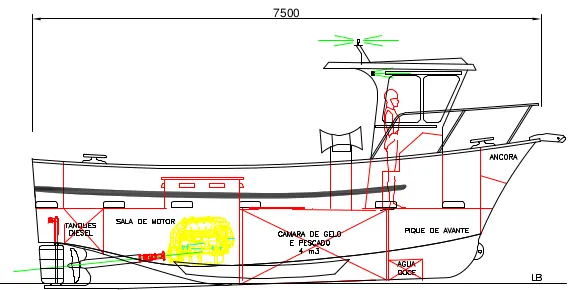 7500
ANCORA
TANQUES
DIESEL
SALA DE MOTOR
CAMARA DE GELO
E PESCADO
4 m3
PIQUE DE AVANTE
AGUA
DOCE
LB